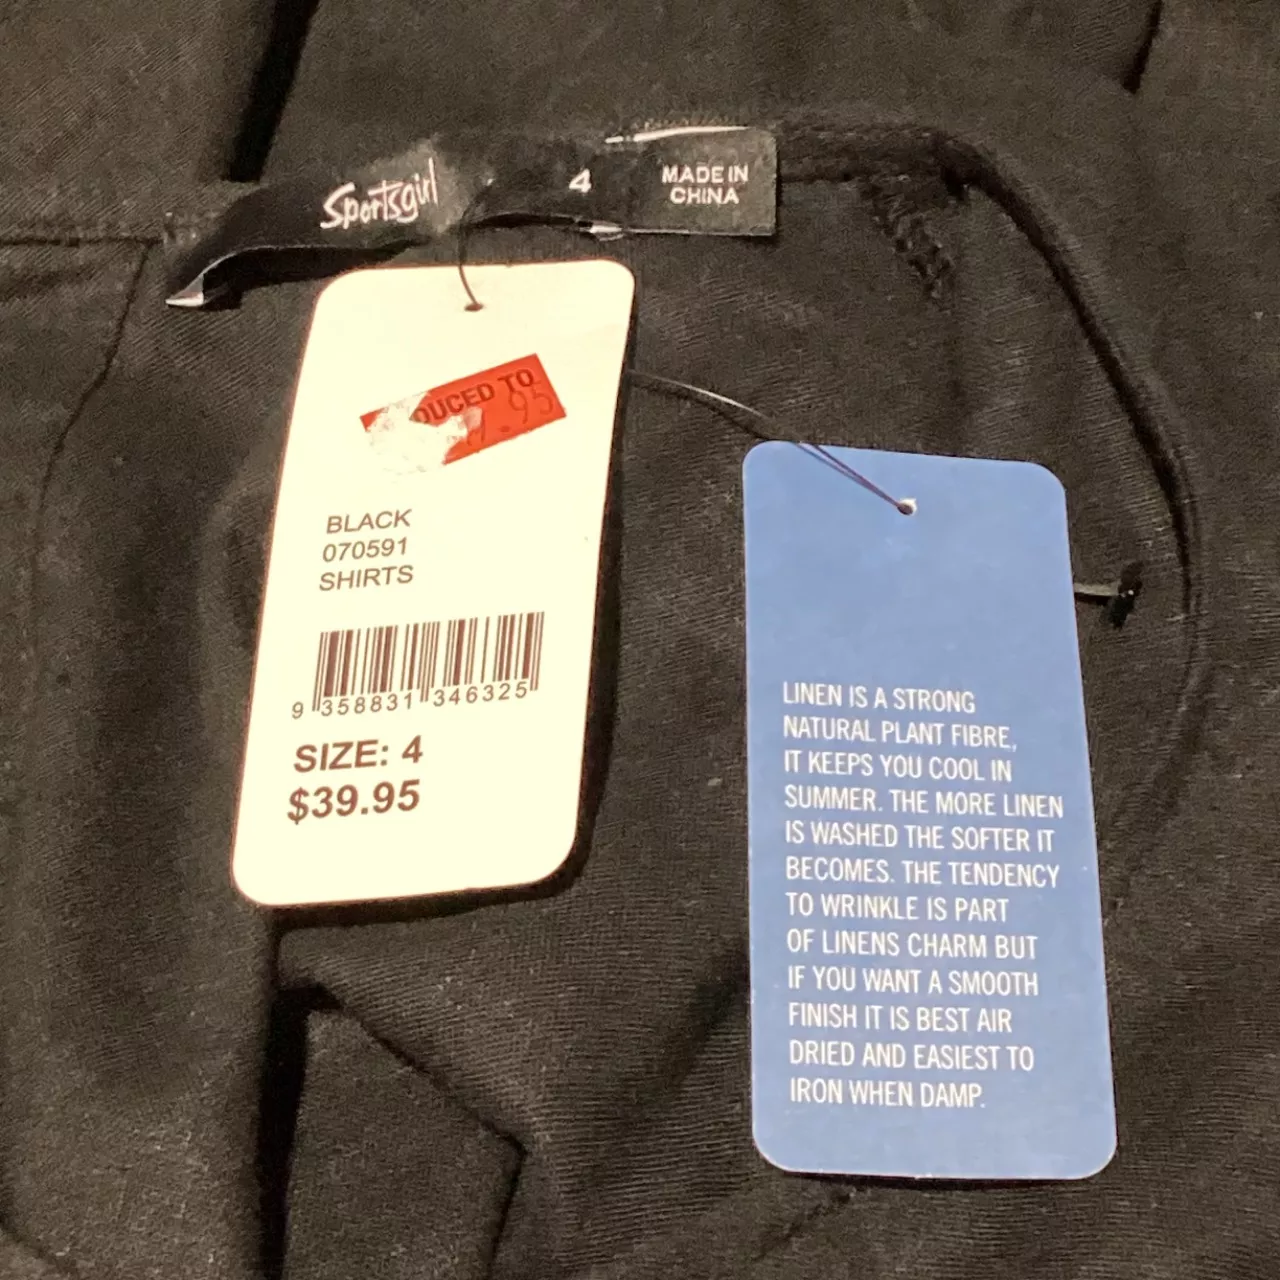 Sportsgirl
4
MADE IN
CHINA
TO
BLACK
070591
SHIRTS
9 358831 346325
SIZE: 4
$39.95
LINEN IS A STRONG
NATURAL PLANT FIBRE,
IT KEEPS YOU COOL IN
SUMMER. THE MORE LINEN
IS WASHED THE SOFTER IT
BECOMES. THE TENDENCY
TO WRINKLE IS PART
OF LINENS CHARM BUT
IF YOU WANT A SMOOTH
FINISH IT IS BEST AIR
DRIED AND EASIEST TO
IRON WHEN DAMP.